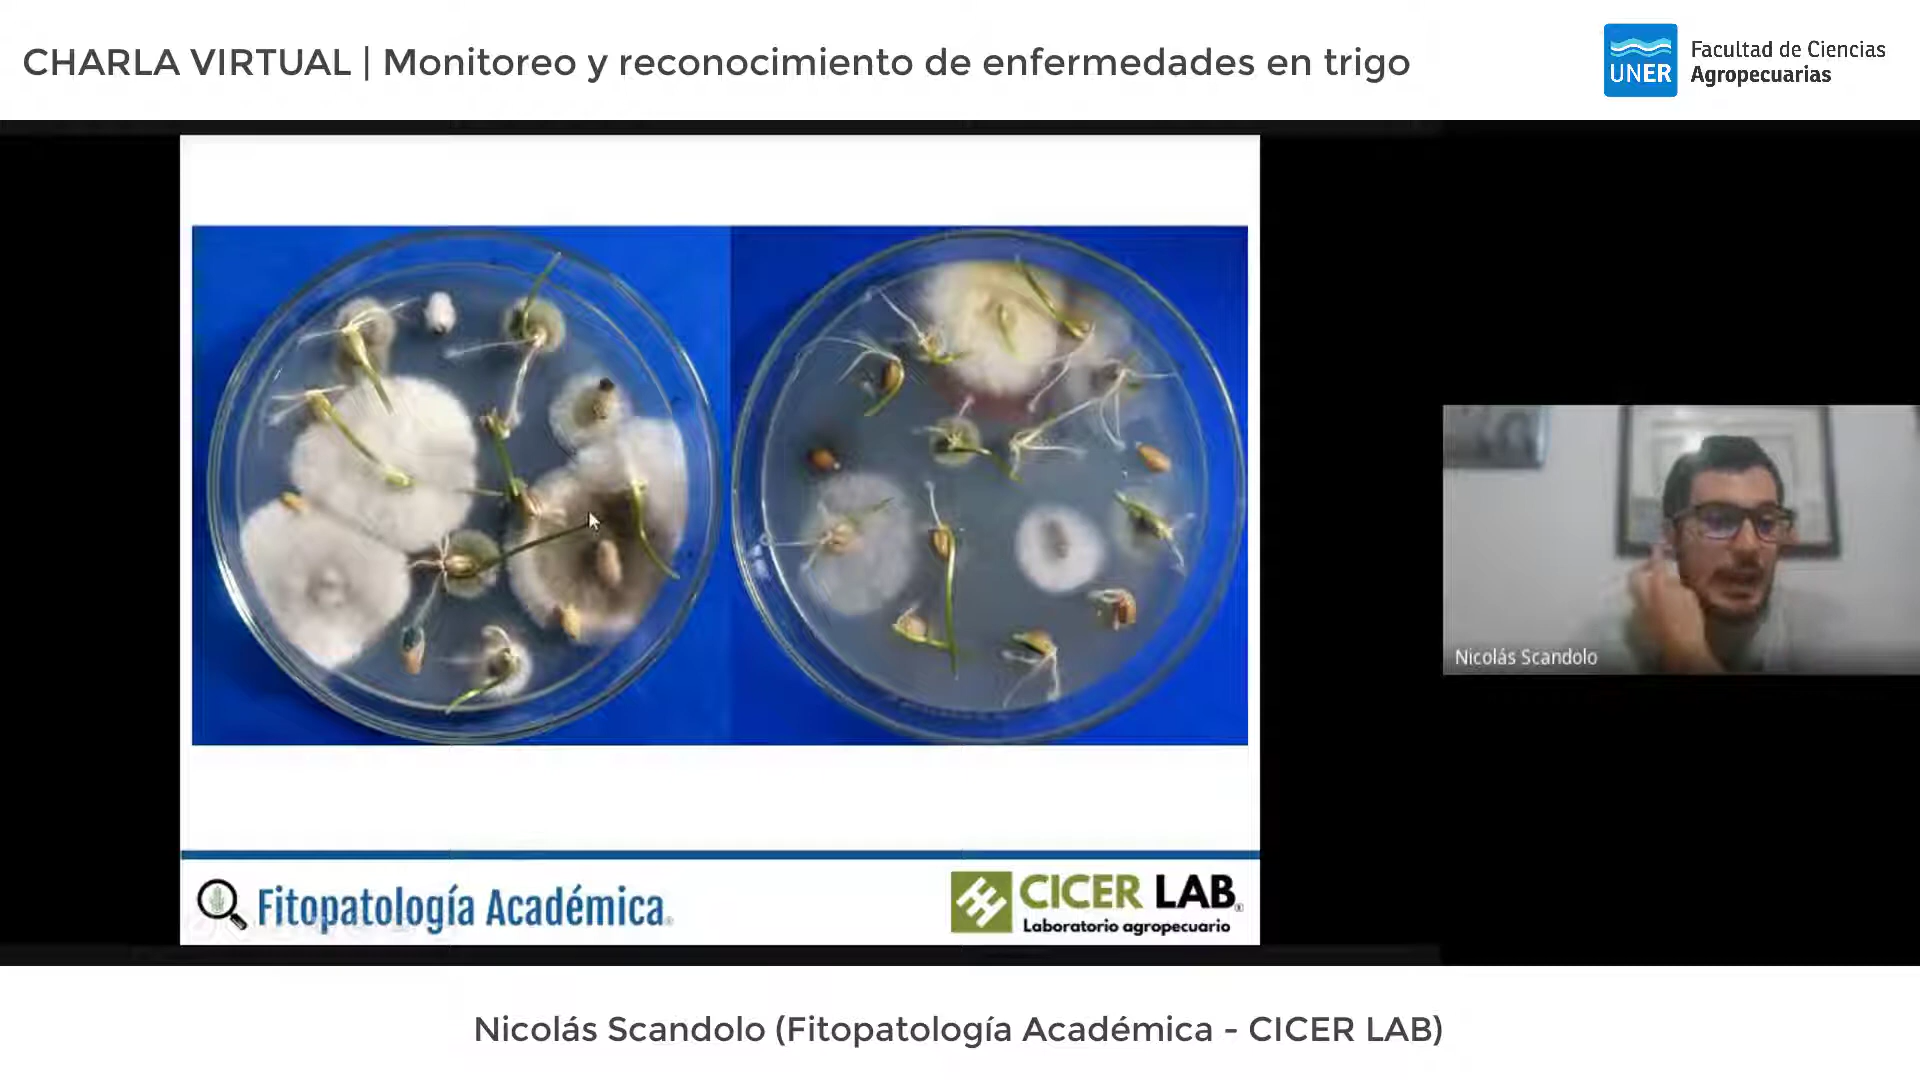 CHARLA VIRTUAL | Monitoreo y reconocimiento de enfermedades en trigo
UNER
Facultad de Ciencias
Agropecuarias
Nicolás Scandolo
Fitopatología Académica
CICER LAB
Laboratorio agropecuario
Nicolás Scandolo (Fitopatología Académica - CICER LAB)